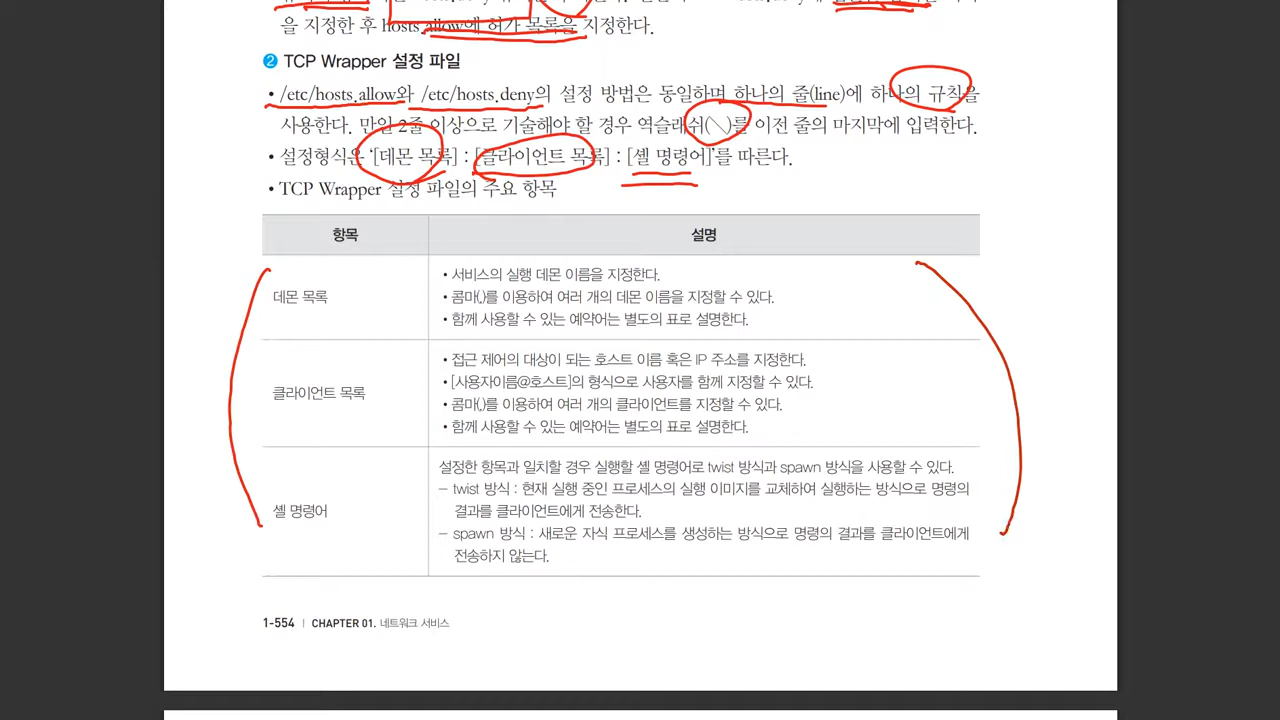 을 지정한 후 hosts.allow에 허가 목록을 지정한다.
2 TCP Wrapper 설정 파일
• /etc/hosts.allow와 /etc/hosts.deny의 설정 방법은 동일하며 하나의 줄(line)에 하나의 규칙을
사용한다. 만일 2줄 이상으로 기술해야 할 경우 역슬래쉬(\)를 이전 줄의 마지막에 입력한다.
• 설정형식은 '[데몬 목록] : [클라이언트 목록] : [셸 명령어]'를 따른다.
• TCP Wrapper 설정 파일의 주요 항목
항목 설명
데몬 목록
• 서비스의 실행 데몬 이름을 지정한다.
• 콤마(,)를 이용하여 여러 개의 데몬 이름을 지정할 수 있다.
• 함께 사용할 수 있는 예약어는 별도의 표로 설명한다.
클라이언트 목록
• 접근 제어의 대상이 되는 호스트 이름 혹은 IP 주소를 지정한다.
• [사용자이름@호스트]의 형식으로 사용자를 함께 지정할 수 있다.
• 콤마(,)를 이용하여 여러 개의 클라이언트를 지정할 수 있다.
• 함께 사용할 수 있는 예약어는 별도의 표로 설명한다.
셸 명령어
설정한 항목과 일치할 경우 실행할 셸 명령어로 twist 방식과 spawn 방식을 사용할 수 있다.
– twist 방식 : 현재 실행 중인 프로세스의 실행 이미지를 교체하여 실행하는 방식으로 명령의
결과를 클라이언트에게 전송한다.
– spawn 방식 : 새로운 자식 프로세스를 생성하는 방식으로 명령의 결과를 클라이언트에게
전송하지 않는다.
1-554 | CHAPTER 01. 네트워크 서비스